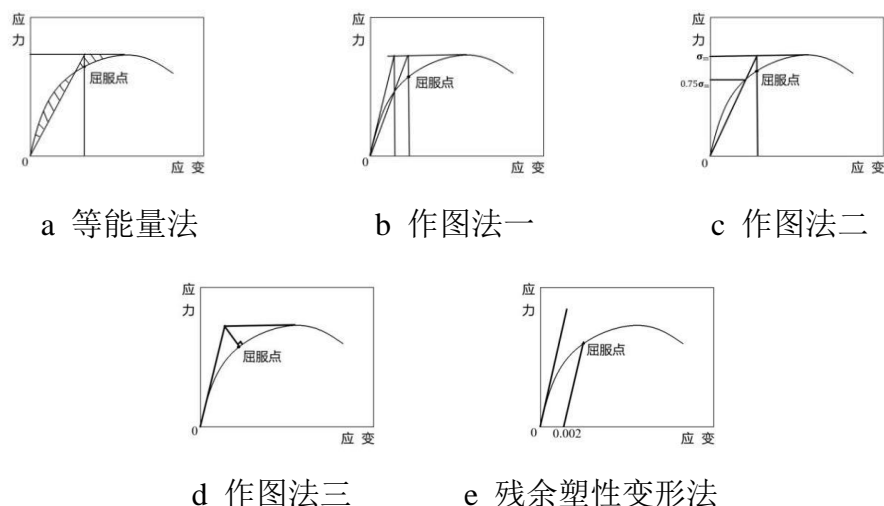 应力
屈服点
0
应 变
a 等能量法
应力
屈服点
0
应 变
b 作图法一
应力
σm
0.75σm
屈服点
0
应 变
c 作图法二
应力
屈服点
0
应 变
d 作图法三
应力
屈服点
0
0.002
应 变
e 残余塑性变形法